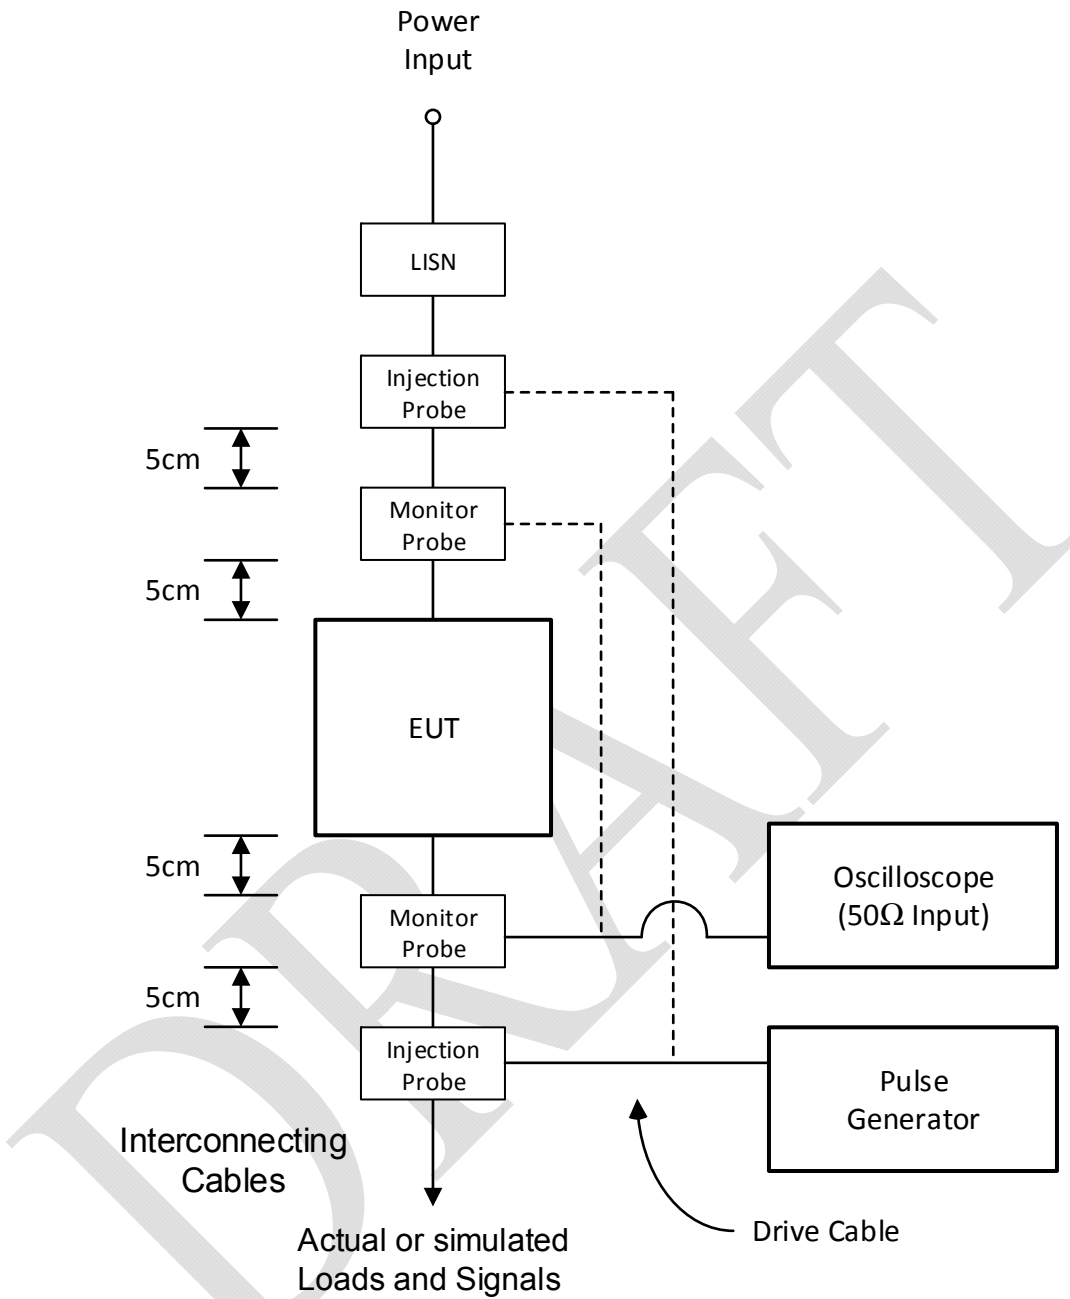 Power
Input
LISN
Injection
Probe
5cm
Monitor
Probe
5cm
EUT
5cm
Oscilloscope
(50Ω Input)
Monitor
Probe
5cm
Injection
Probe
Pulse
Generator
Interconnecting
Cables
Drive Cable
Actual or simulated
Loads and Signals
DRAFT